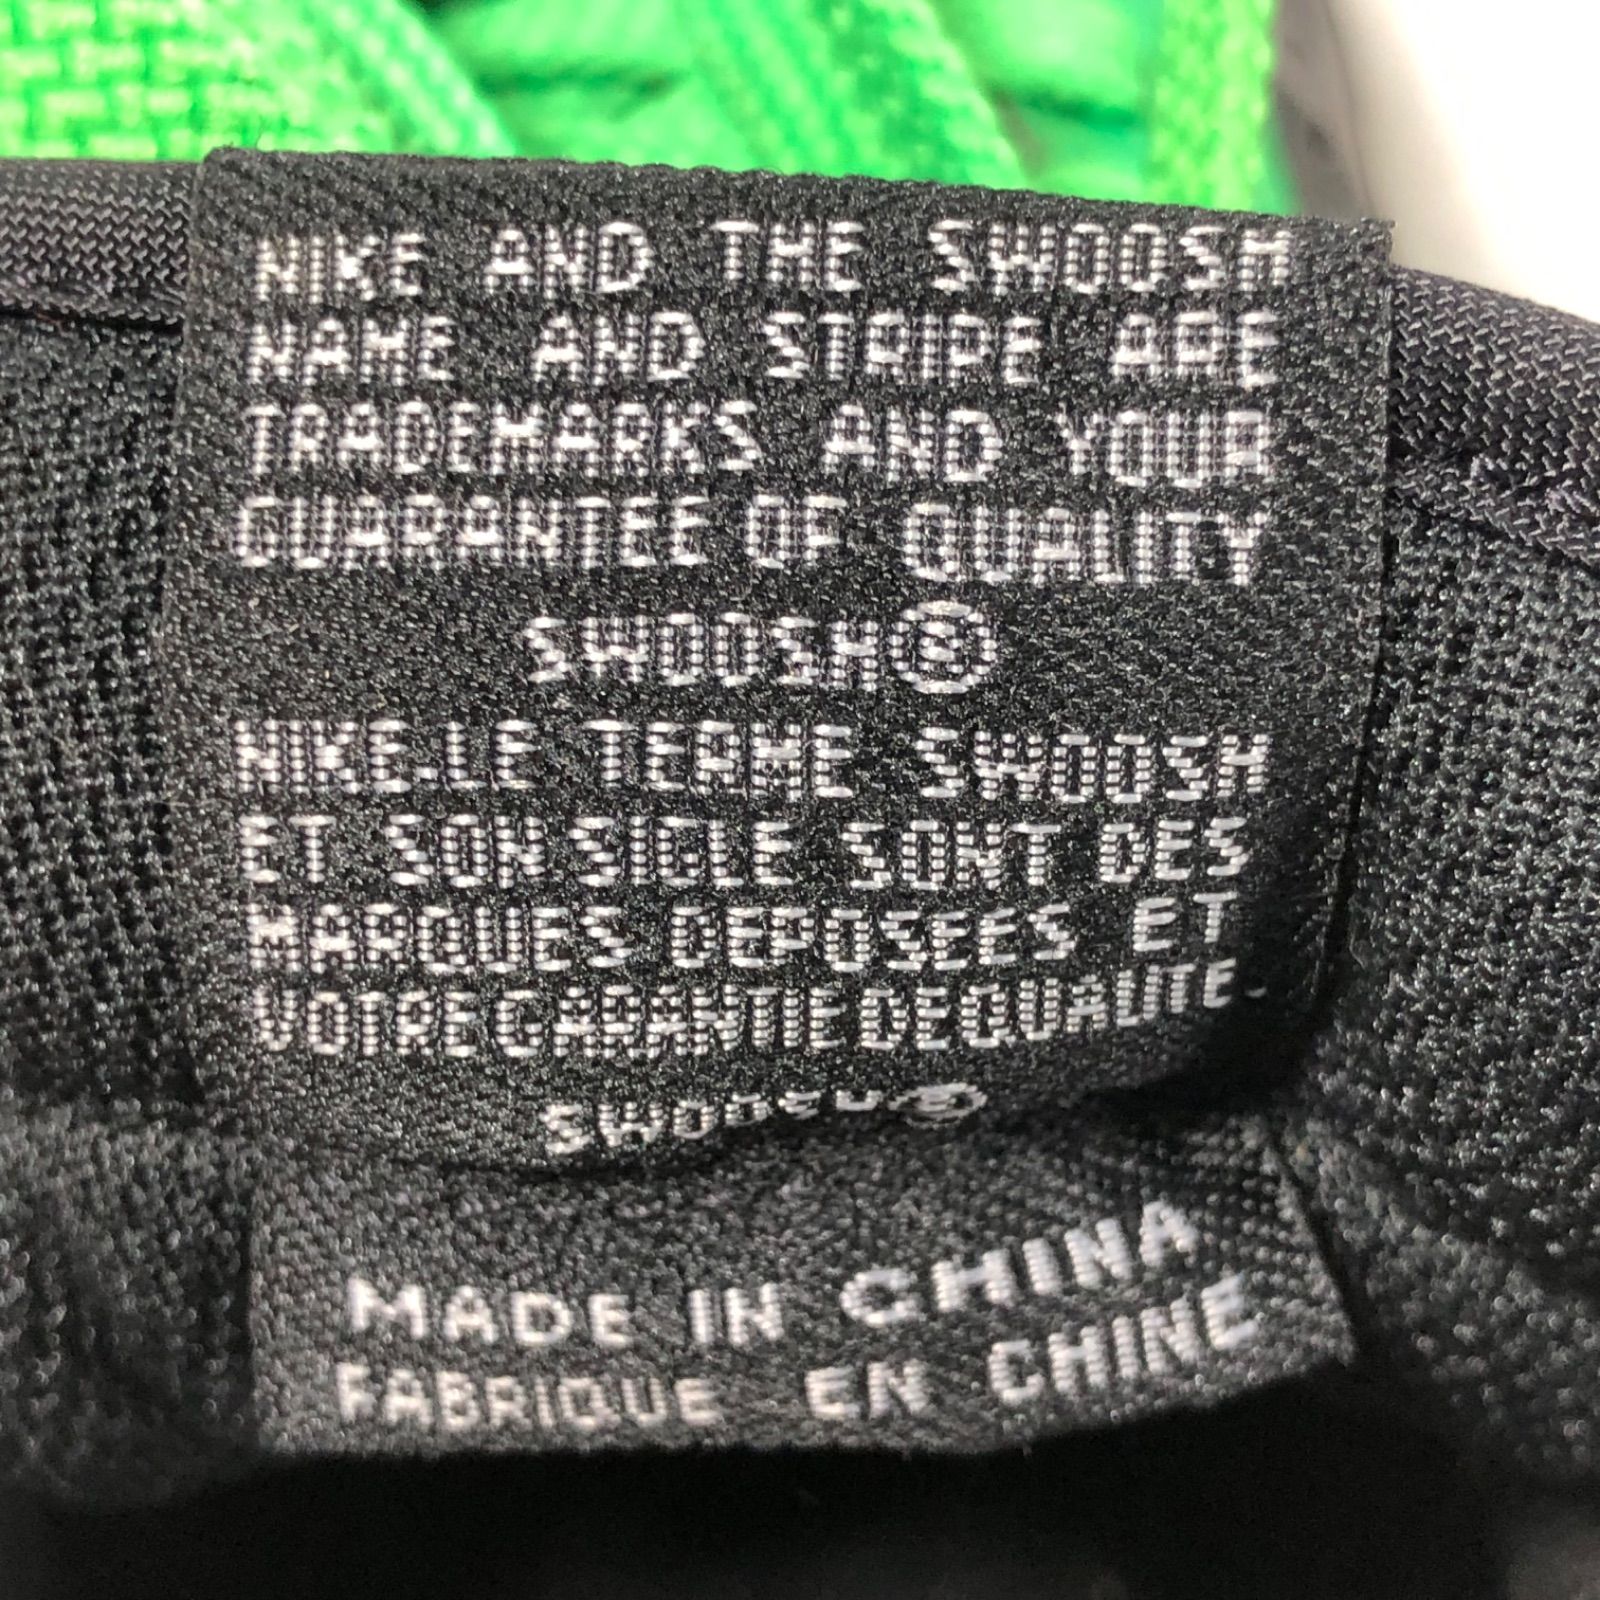 NIKE AND THE SWOOSH
NAME AND STRIPE ARE
TRADEMARKS AND YOUR
GUARANTEE OF QUALITY
SWOOSH®
NIKE-LE TERME SWOOSH
ET SON SIGLE SONT DES
MARQUES DEPOSEES ET
VOTRE GARANTIE DE QUALITE.
SWOOSH®
MADE IN CHINA
FABRIQUE EN CHINE